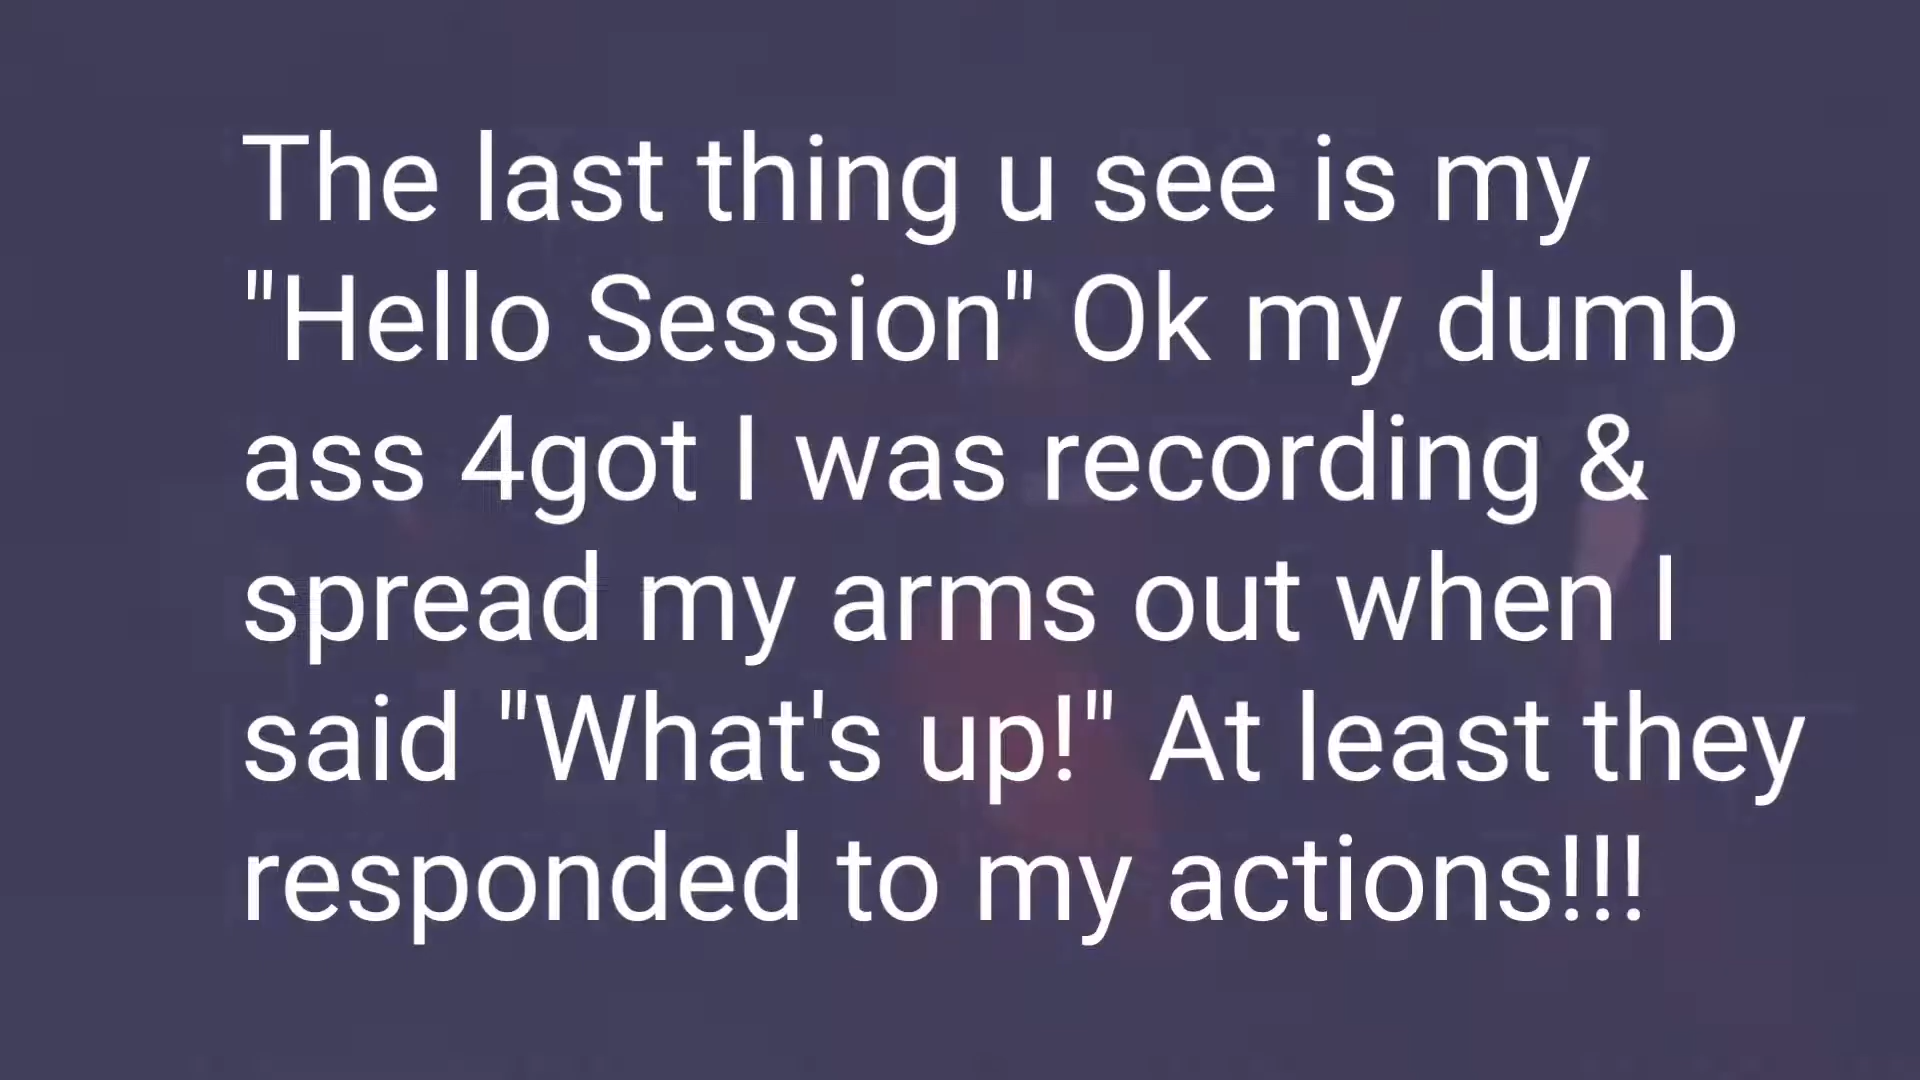 The last thing u see is my
"Hello Session" Ok my dumb
ass 4got I was recording &
spread my arms out when I
said "What's up!"  At least they
responded to my actions!!!